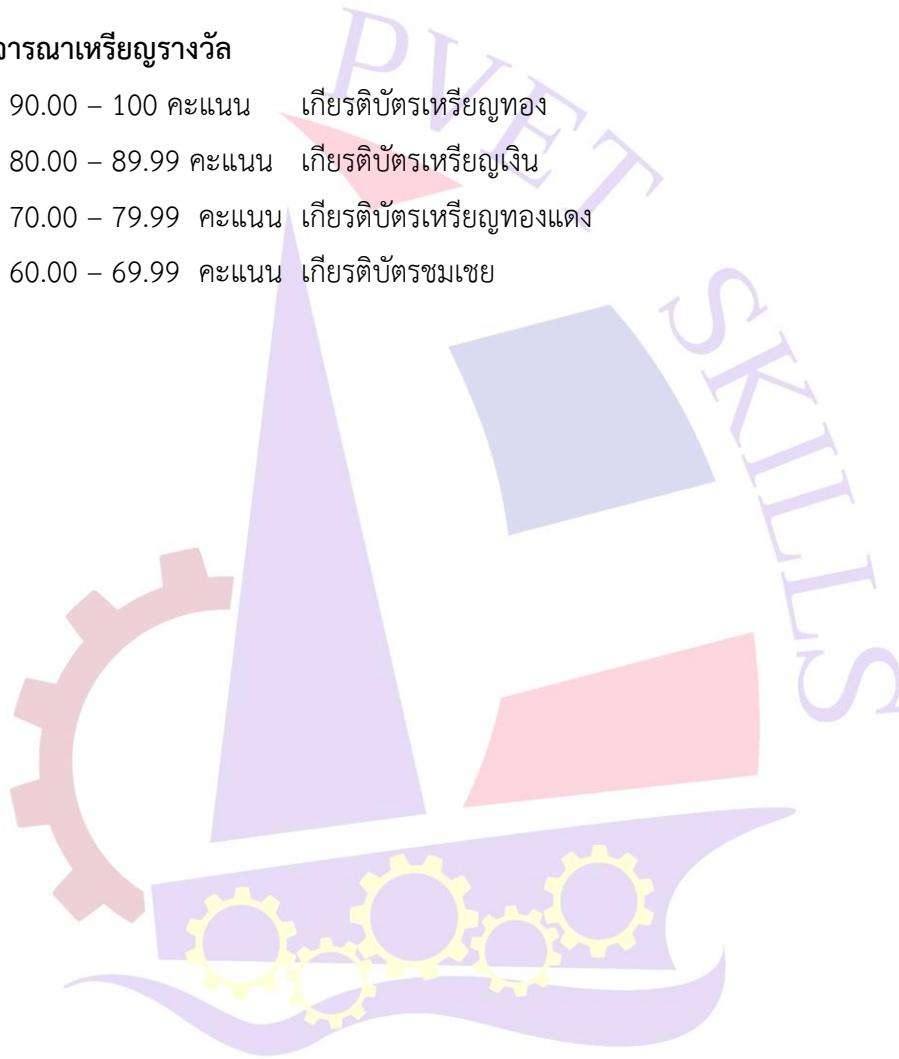 PVET SKILLS
จารณาเหรียญรางวัล
90.00 – 100 คะแนน เกียรติบัตรเหรียญทอง
80.00 – 89.99 คะแนน เกียรติบัตรเหรียญเงิน
70.00 – 79.99 คะแนน เกียรติบัตรเหรียญทองแดง
60.00 – 69.99 คะแนน เกียรติบัตรชมเชย